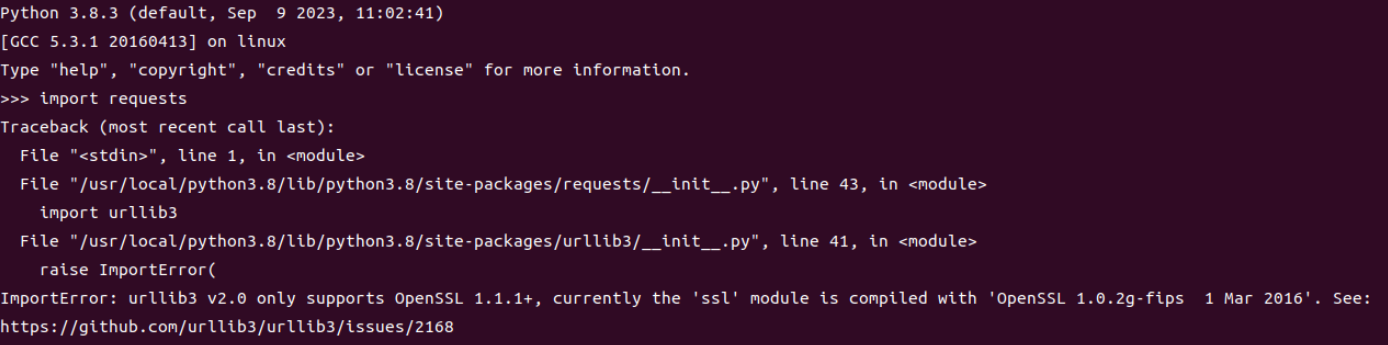 Python 3.8.3 (default, Sep  9 2023, 11:02:41)
[GCC 5.3.1 20160413] on linux
Type "help", "copyright", "credits" or "license" for more information.
>>> import requests
Traceback (most recent call last):
  File "<stdin>", line 1, in <module>
  File "/usr/local/python3.8/lib/python3.8/site-packages/requests/__init__.py", line 43, in <module>
    import urllib3
  File "/usr/local/python3.8/lib/python3.8/site-packages/urllib3/__init__.py", line 41, in <module>
    raise ImportError(
ImportError: urllib3 v2.0 only supports OpenSSL 1.1.1+, currently the 'ssl' module is compiled with 'OpenSSL 1.0.2g-fips  1 Mar 2016'. See:
https://github.com/urllib3/urllib3/issues/2168